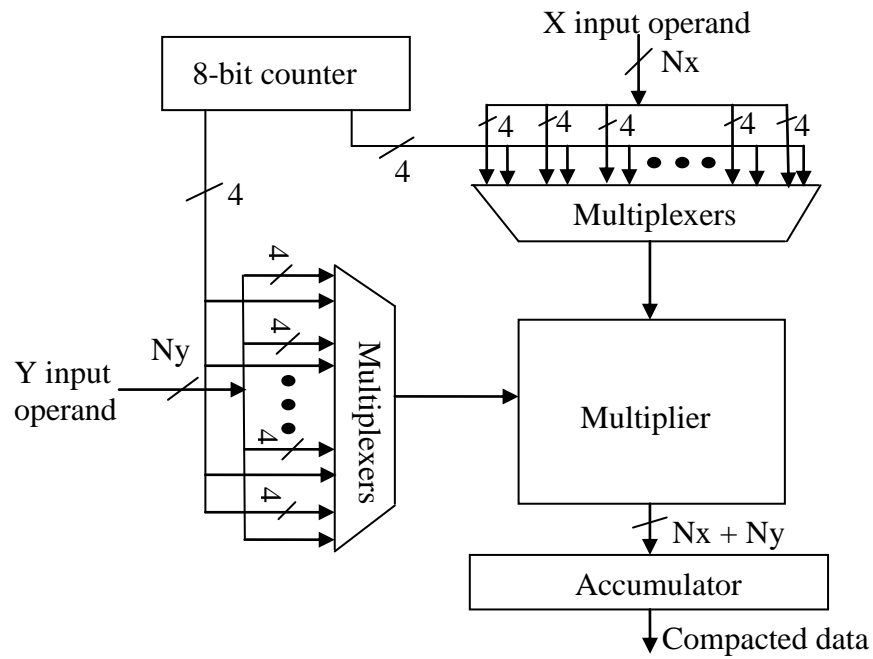 X input operand
8-bit counter
Nx
4 4 4 4 4
4
4
Multiplexers
4
4
Ny
Multiplexers
Y input
operand
Multiplier
4
4
Nx + Ny
Accumulator
Compacted data